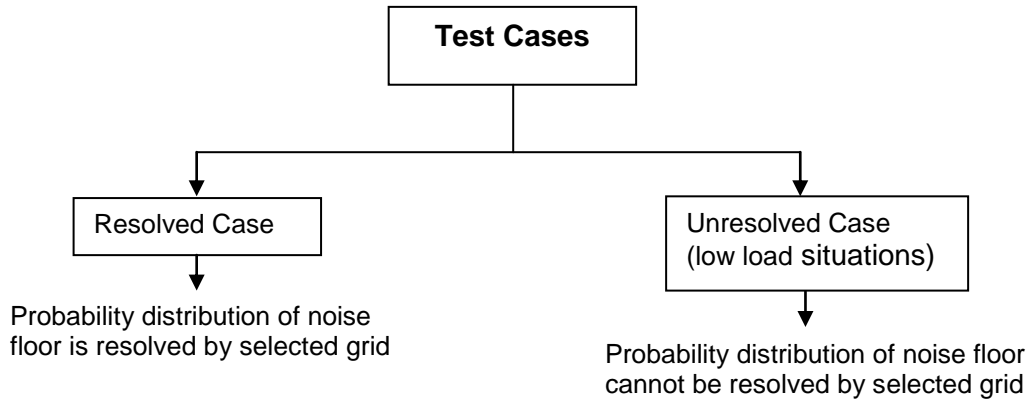 Test Cases
Resolved Case
Unresolved Case
(low load situations)
Probability distribution of noise
floor is resolved by selected grid
Probability distribution of noise floor
cannot be resolved by selected grid